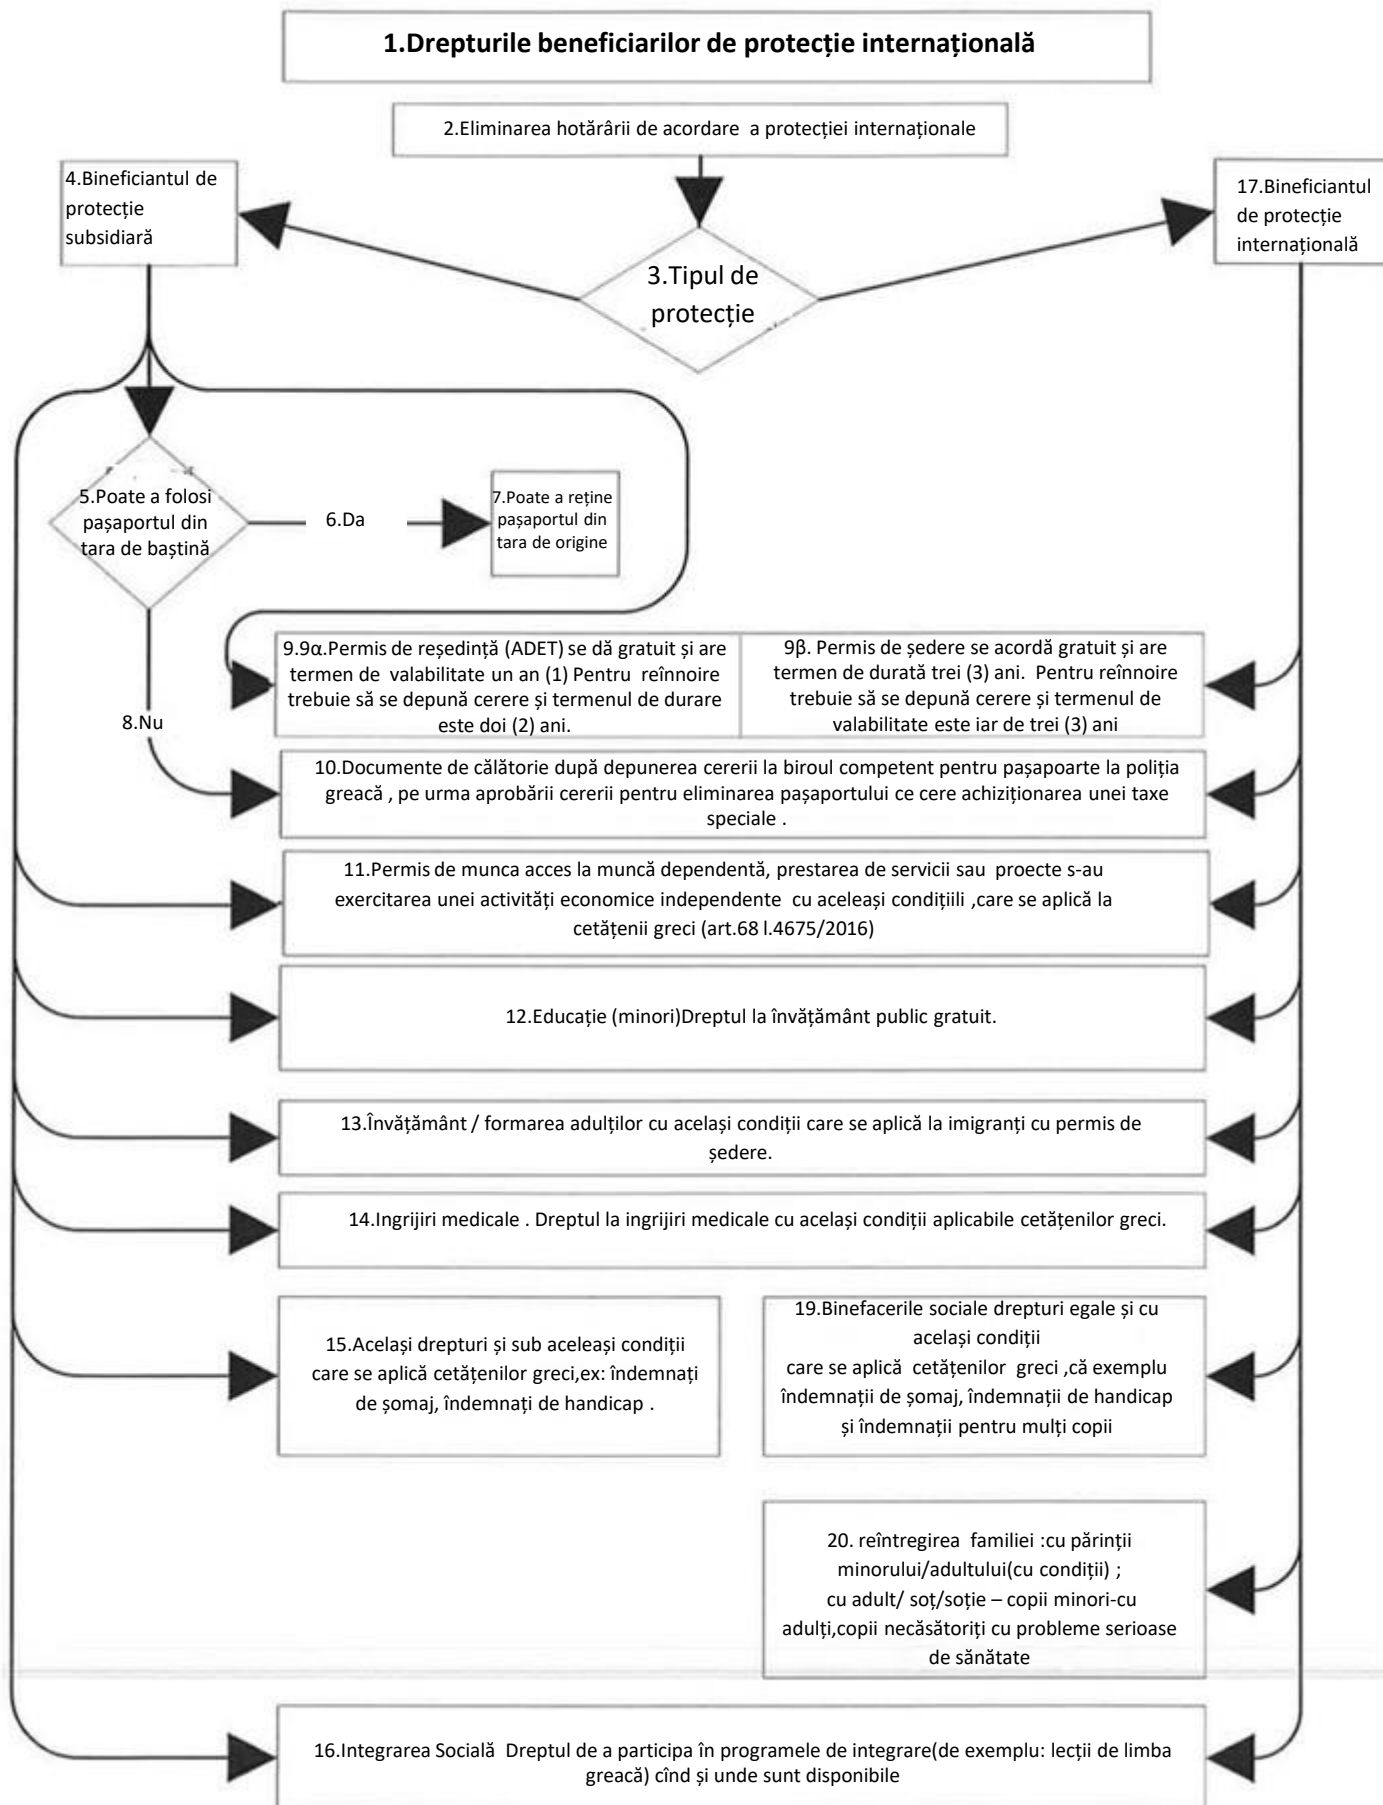 1.Drepturile beneficiarilor de protecție internațională
2.Eliminarea hotărârii de acordare a protecției internaționale
4.Bineficiantul de
protecție
subsidiară
17.Bineficiantul
de protecție
internațională
3.Tipul de
protecție
5.Poate a folosi
pașaportul din
tara de baștină
6.Da
7.Poate a reține
pașaportul din
tara de origine
8.Nu
9.9α.Permis de reședință (ADET) se dă gratuit și are
termen de valabilitate un an (1) Pentru reînnoire
trebuie să se depună cerere și termenul de durare
este doi (2) ani.
9β. Permis de ședere se acordă gratuit și are
termen de durată trei (3) ani. Pentru reînnoire
trebuie să se depună cerere și termenul de
valabilitate este iar de trei (3) ani
10.Documente de călătorie după depunerea cererii la biroul competent pentru pașapoarte la poliția
greacă , pe urma aprobării cererii pentru eliminarea pașaportului ce cere achiziționarea unei taxe
speciale .
11.Permis de munca acces la muncă dependentă, prestarea de servicii sau proecte s-au
exercitarea unei activități economice independente cu aceleași condițiili ,care se aplică la
cetățenii greci (art.68 l.4675/2016)
12.Educație (minori)Dreptul la învățământ public gratuit.
13.Învățământ / formarea adulților cu același condiții care se aplică la imigranți cu permis de
ședere.
14.Ingrijiri medicale . Dreptul la ingrijiri medicale cu același condiții aplicabile cetățenilor greci.
15.Același drepturi și sub aceleași condiții
care se aplică cetățenilor greci,ex: îndemnați
de șomaj, îndemnați de handicap .
19.Binefacerile sociale drepturi egale și cu
același condiții
care se aplică cetățenilor greci ,că exemplu
îndemnații de șomaj, îndemnații de handicap
și îndemnații pentru mulți copii
20. reîntregirea familiei :cu părinții
minorului/adultului(cu condiții) ;
cu adult/ soț/soție – copii minori-cu
adulți,copii necăsătoriți cu probleme serioase
de sănătate
16.Integrarea Socială Dreptul de a participa în programele de integrare(de exemplu: lecții de limba
greacă) cînd și unde sunt disponibile